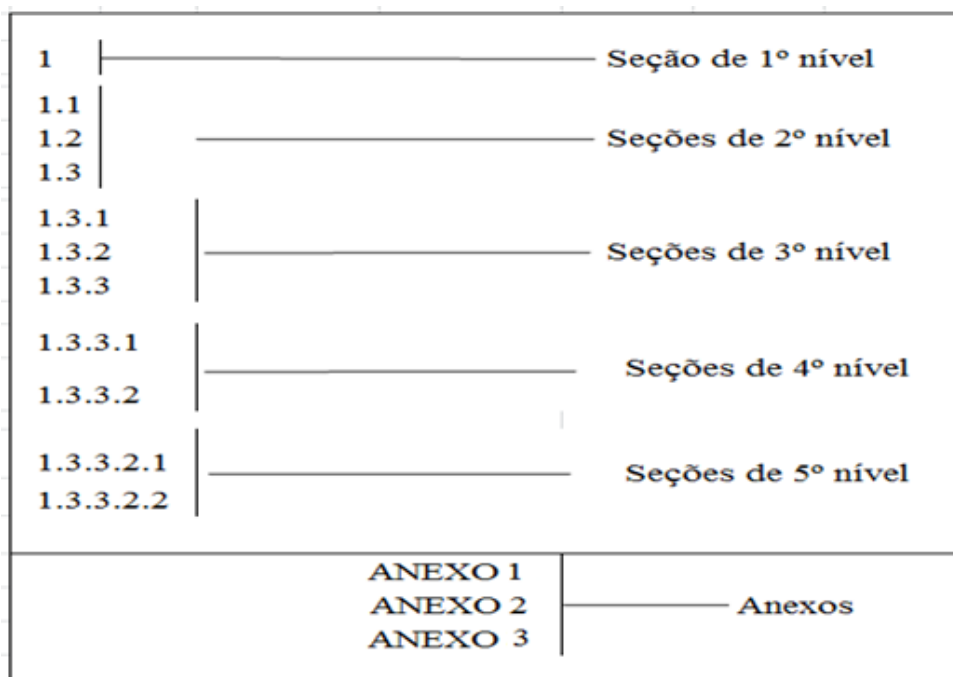 1 Seção de 1º nível
1.1
1.2 Seções de 2º nível
1.3
1.3.1
1.3.2 Seções de 3º nível
1.3.3
1.3.3.1
Seções de 4º nível
1.3.3.2
1.3.3.2.1
Seções de 5º nível
1.3.3.2.2
ANEXO 1
ANEXO 2 Anexos
ANEXO 3